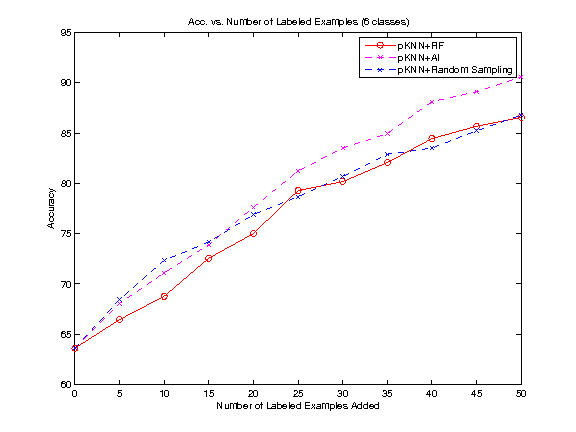 Acc. vs. Number of Labeled Examples (6 classes)
pKNN+RF
pKNN+AI
pKNN+Random Sampling
95
90
85
80
75
70
65
60
Accuracy
0 5 10 15 20 25 30 35 40 45 50
Number of Labeled Examples Added